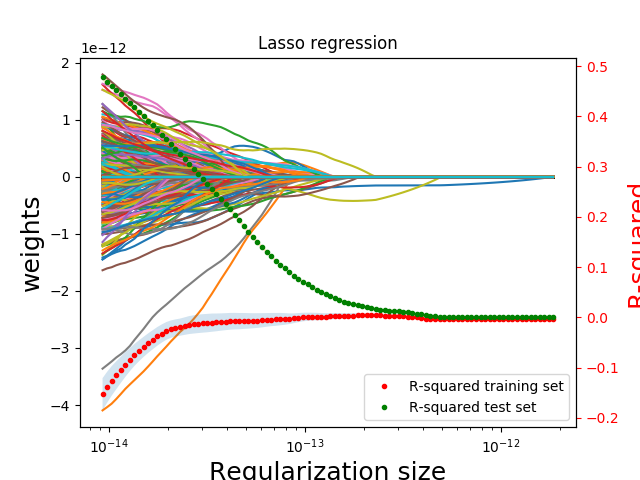 Lasso regression
1e−12
2
1
0
−1
−2
−3
−4
weights
0.5
0.4
0.3
0.2
0.1
0.0
−0.1
−0.2
R-squared
R-squared training set
R-squared test set
10⁻¹⁴
10⁻¹³
10⁻¹²
Regularization size